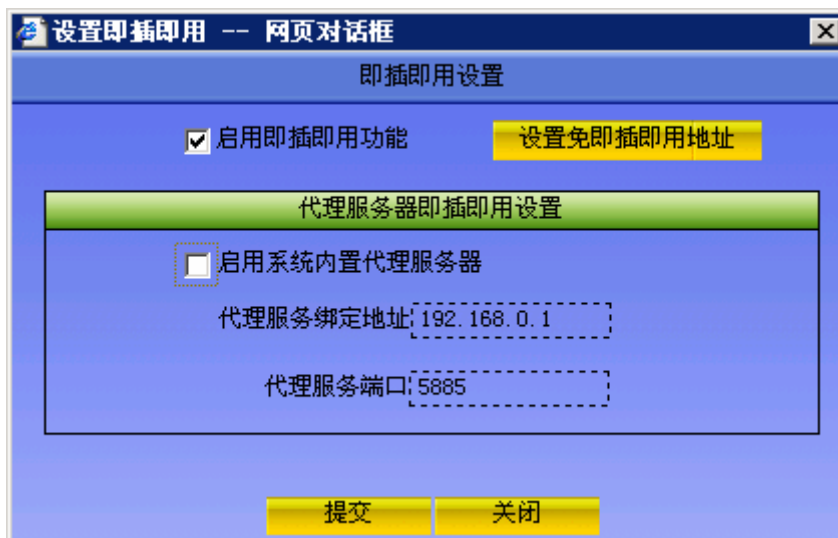 设置即插即用 -- 网页对话框
即插即用设置
启用即插即用功能 设置免即插即用地址
代理服务器即插即用设置
启用系统内置代理服务器
代理服务绑定地址 192.168.0.1
代理服务端口 5885
提交 关闭